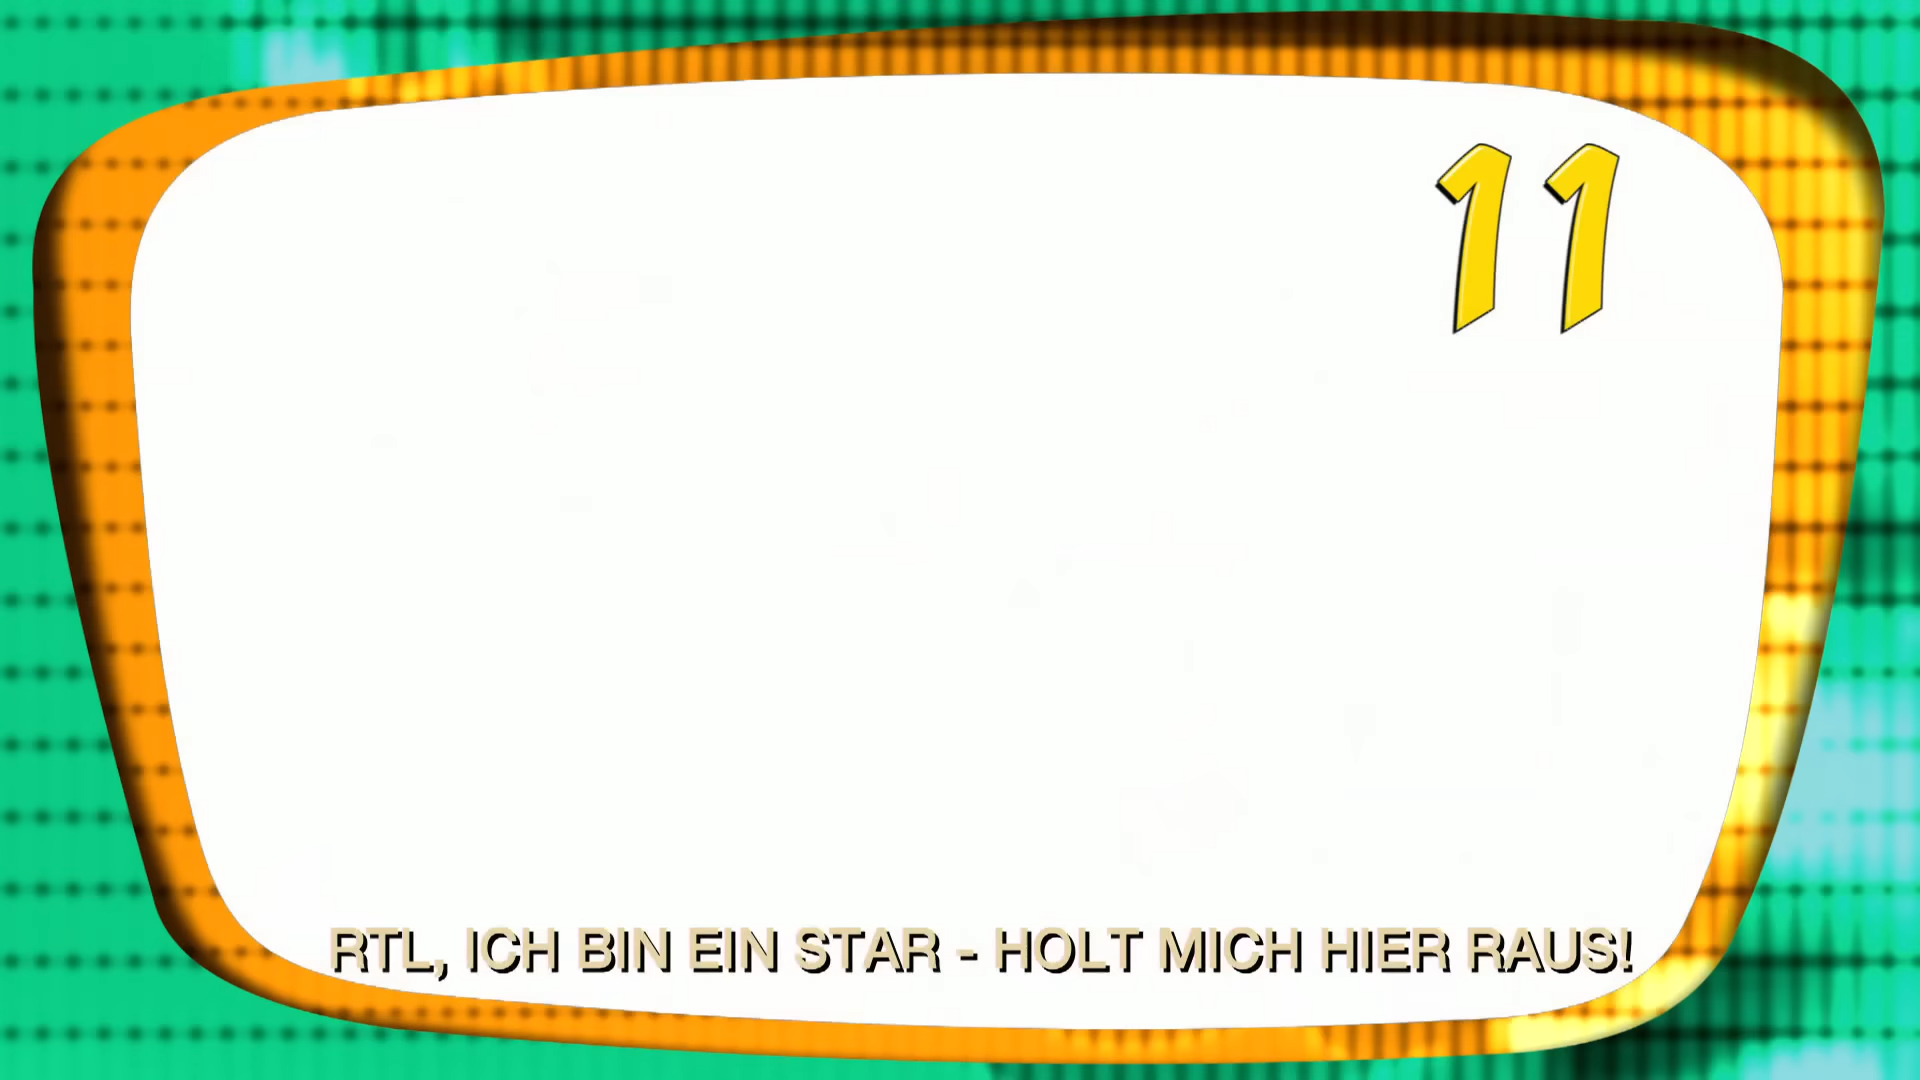 11
RTL, ICH BIN EIN STAR - HOLT MICH HIER RAUS!